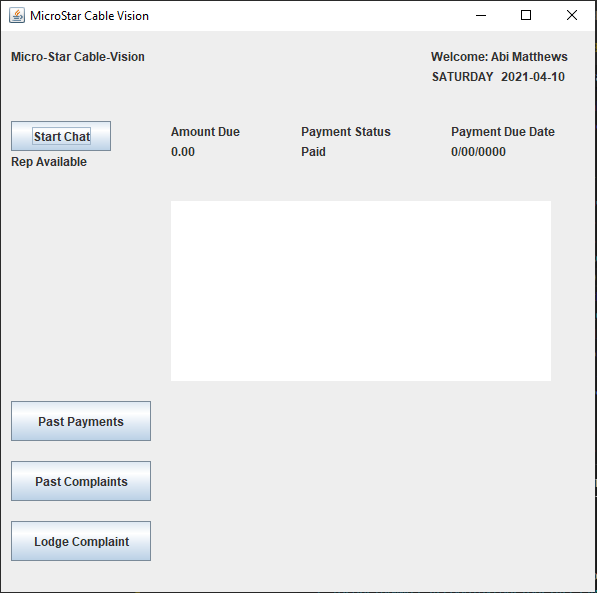 MicroStar Cable Vision
Micro-Star Cable-Vision
Welcome: Abi Matthews
SATURDAY 2021-04-10
Start Chat
Rep Available
Amount Due Payment Status Payment Due Date
0.00 Paid 0/00/0000
Past Payments
Past Complaints
Lodge Complaint